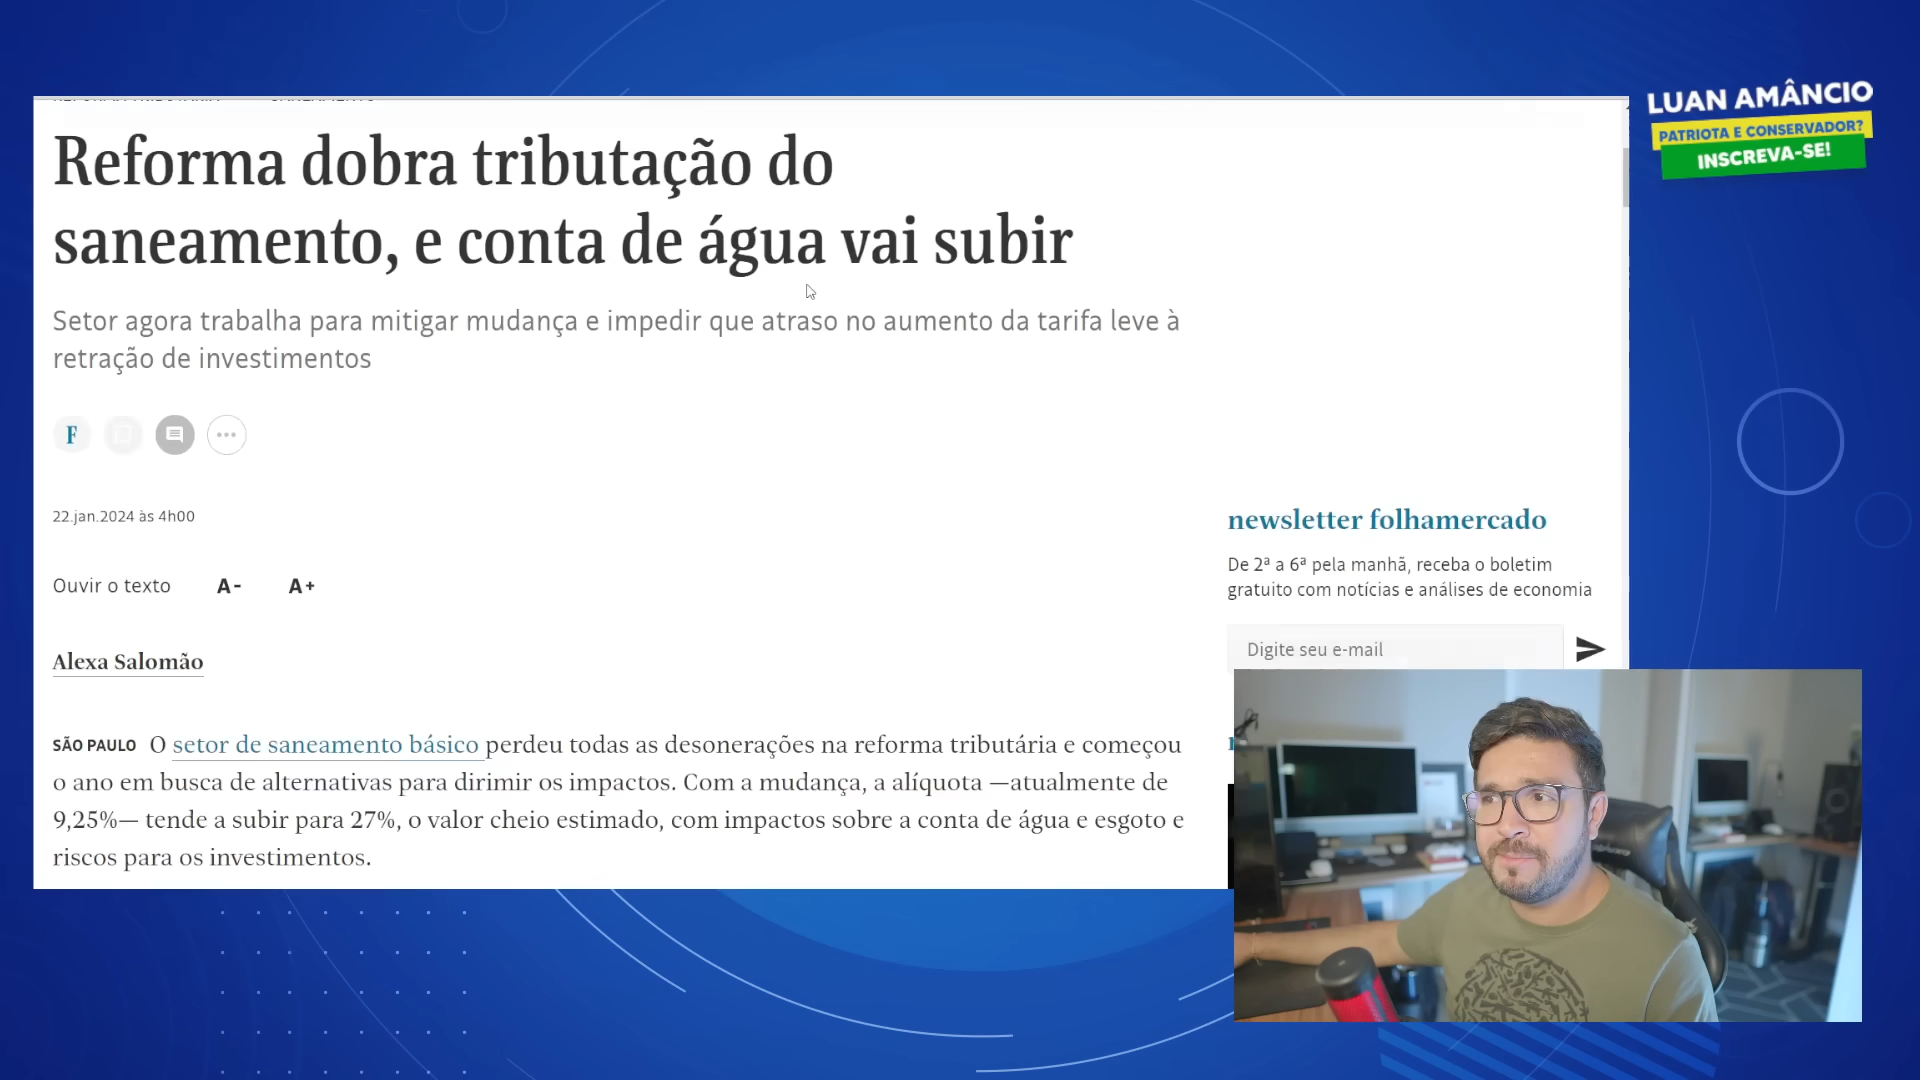 LUAN AMÂNCIO
PATRIOTA E CONSERVADOR?
INSCREVA-SE!
Reforma dobra tributação do
saneamento, e conta de água vai subir
Setor agora trabalha para mitigar mudança e impedir que atraso no aumento da tarifa leve à
retração de investimentos
F
22.jan.2024 às 4h00
Ouvir o texto A- A+
Alexa Salomão
SÃO PAULO O setor de saneamento básico perdeu todas as desonerações na reforma tributária e começou
o ano em busca de alternativas para dirimir os impactos. Com a mudança, a alíquota —atualmente de
9,25%— tende a subir para 27%, o valor cheio estimado, com impactos sobre a conta de água e esgoto e
riscos para os investimentos.
newsletter folhamercado
De 2ª a 6ª pela manhã, receba o boletim
gratuito com notícias e análises de economia
Digite seu e-mail